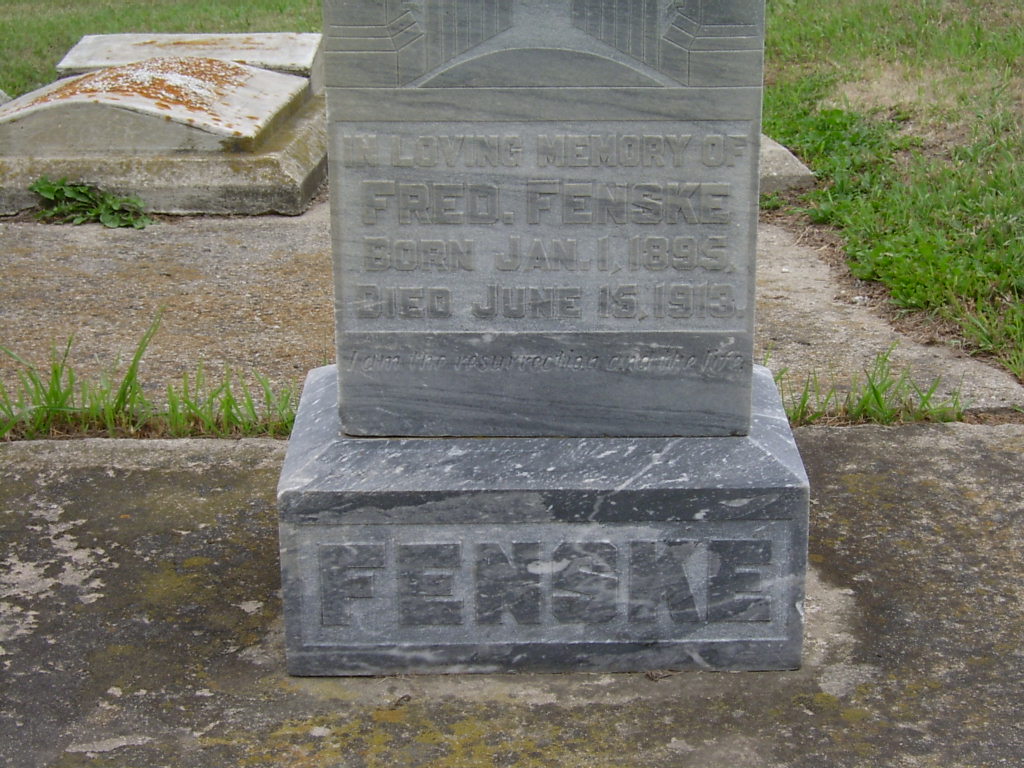 IN LOVING MEMORY OF
FRED. FENSKE
BORN JAN. 1, 1895.
DIED JUNE 15, 1913.
I am the resurrection and the life.
FENSKE